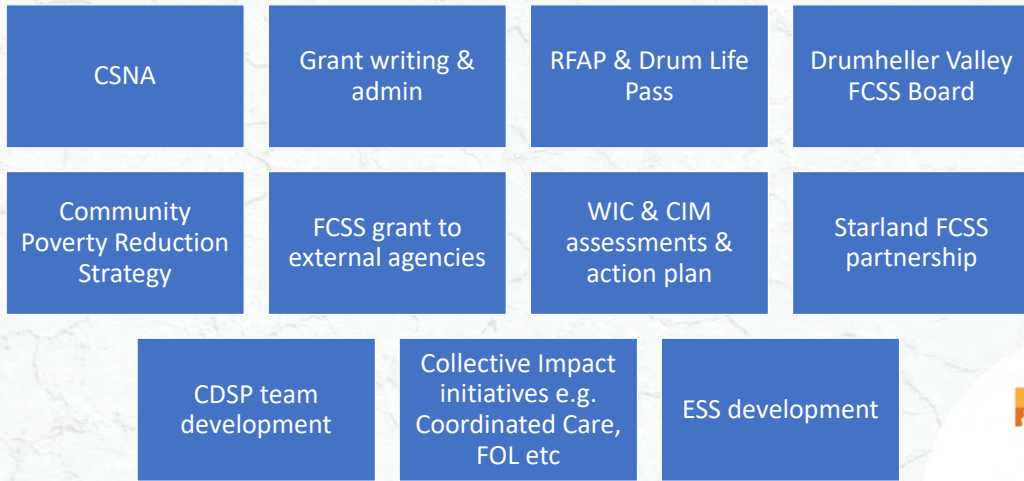 CSNA
Grant writing &
admin
RFAP & Drum Life
Pass
Drumheller Valley
FCSS Board
Community
Poverty Reduction
Strategy
FCSS grant to
external agencies
WIC & CIM
assessments &
action plan
Starland FCSS
partnership
CDSP team
development
Collective Impact
initiatives e.g.
Coordinated Care,
FOL etc
ESS development